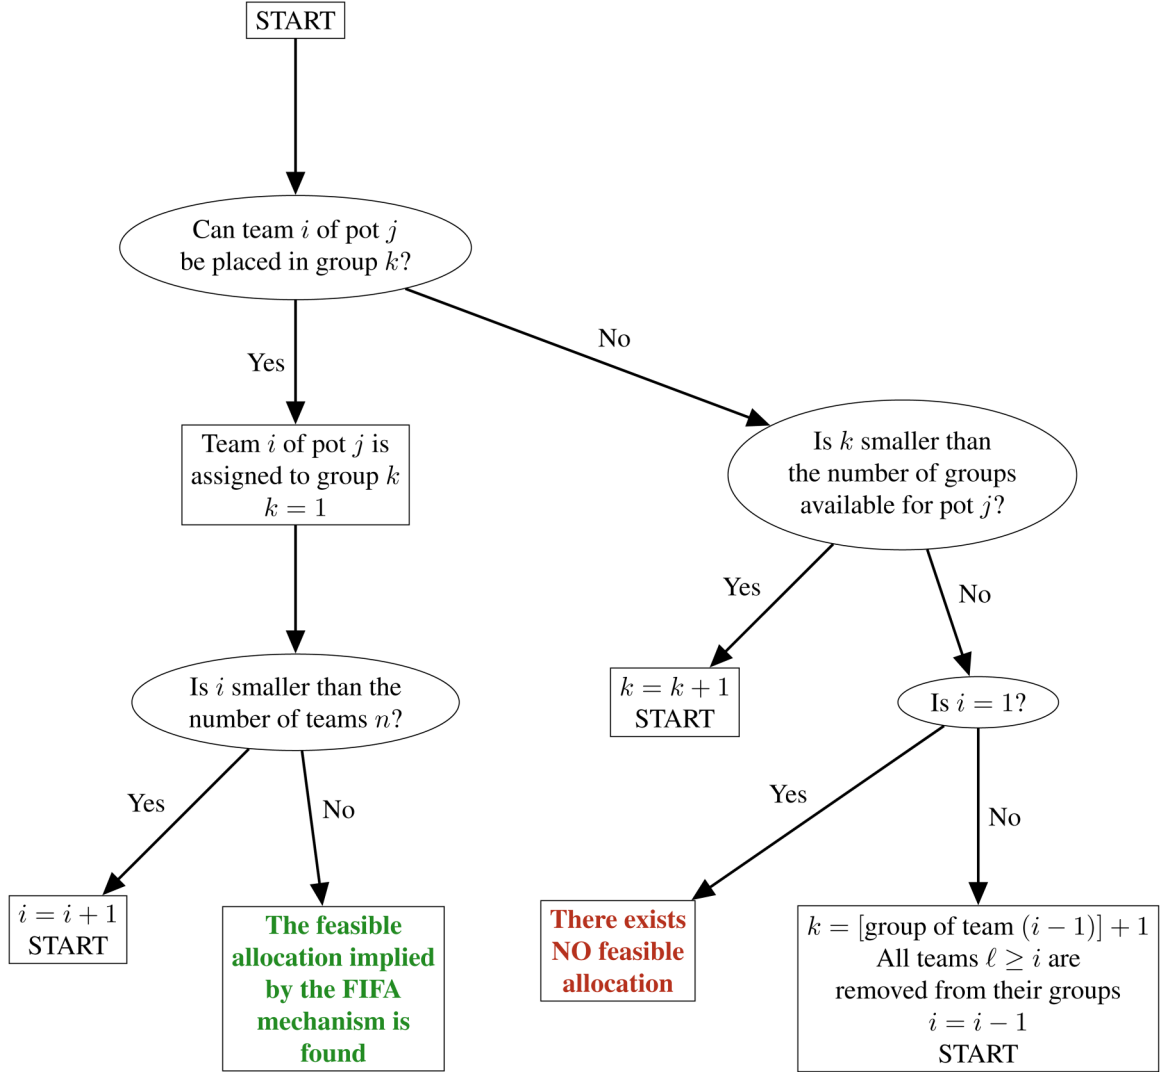 START
Can team i of pot j
be placed in group k?
Yes
No
Team i of pot j is
assigned to group k
k = 1
Is k smaller than
the number of groups
available for pot j?
Yes
No
Is i smaller than the
number of teams n?
k = k + 1
START
Is i = 1?
Yes
No
Yes
No
i = i + 1
START
The feasible
allocation implied
by the FIFA
mechanism is
found
There exists
NO feasible
allocation
k = [group of team (i − 1)] + 1
All teams ℓ ≥ i are
removed from their groups
i = i − 1
START